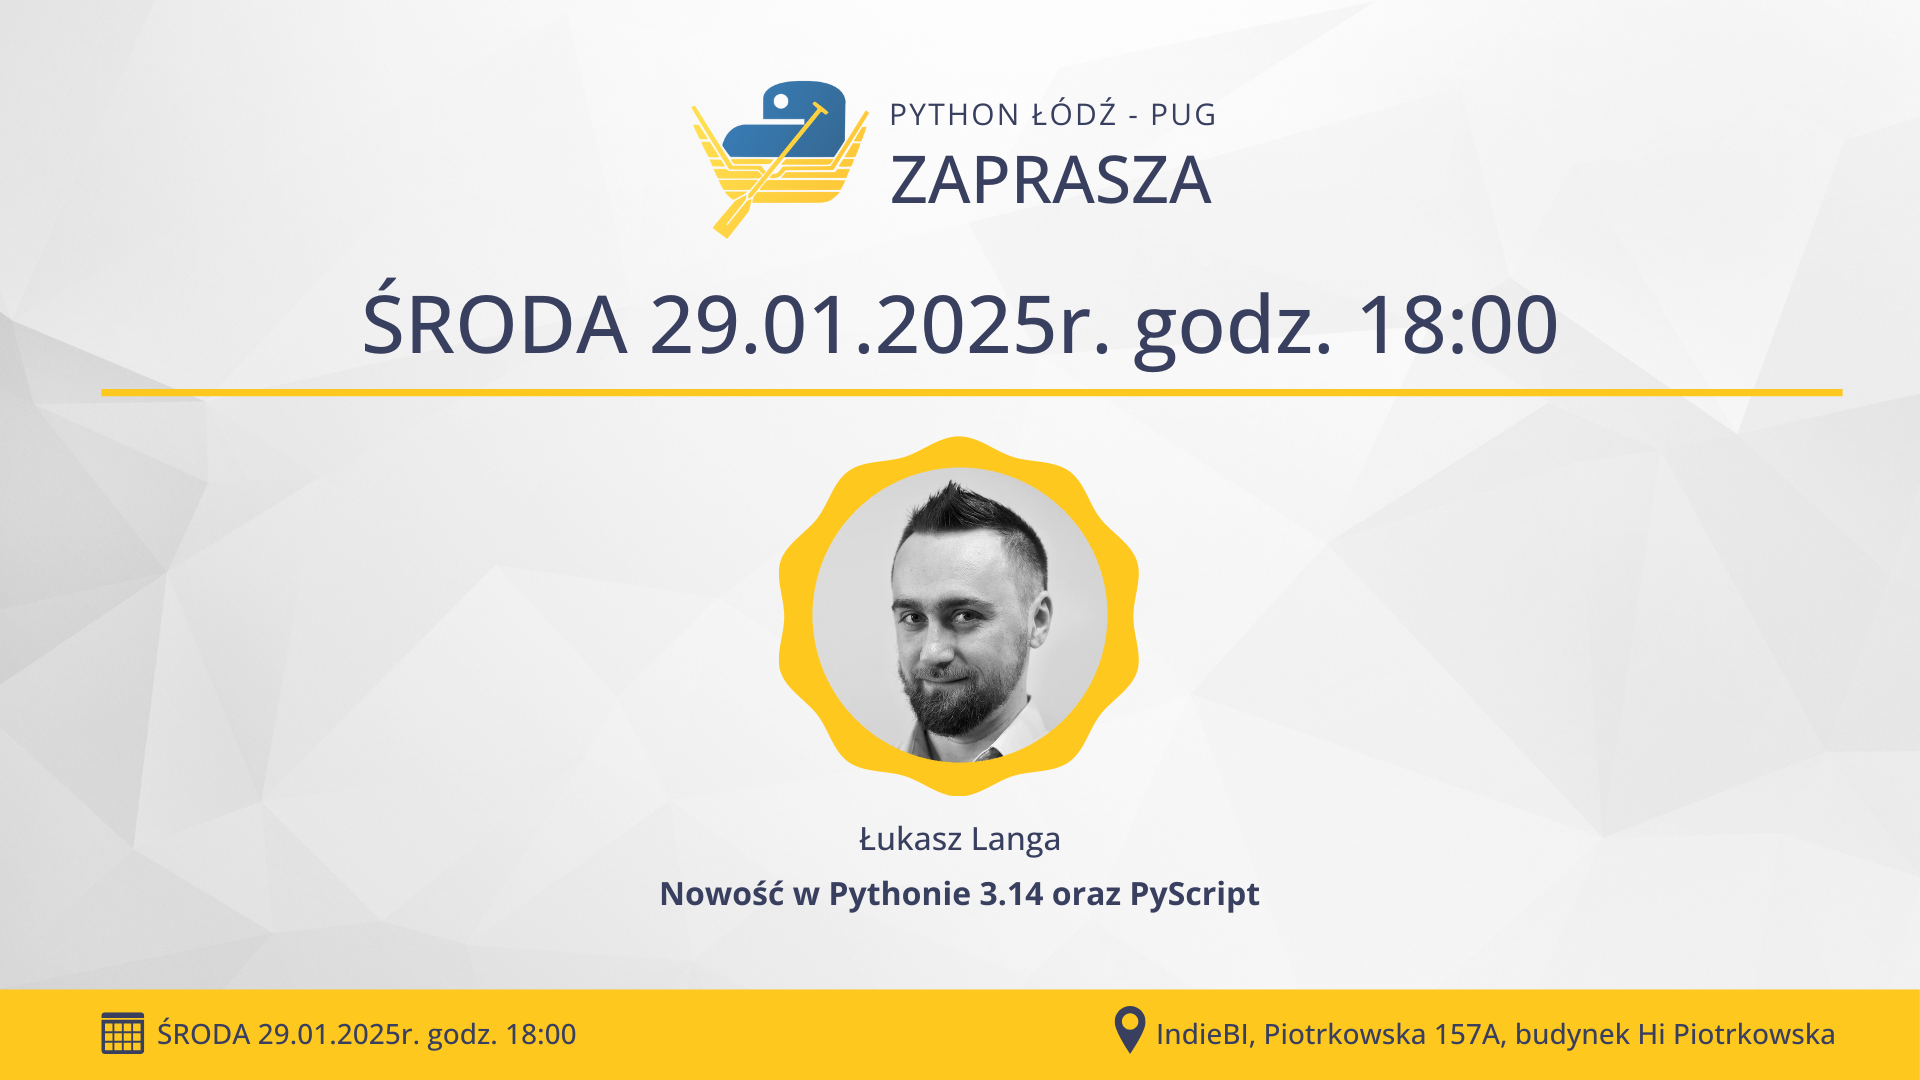 PYTHON ŁÓDŹ - PUG
ZAPRASZA
ŚRODA 29.01.2025r. godz. 18:00
Łukasz Langa
Nowość w Pythonie 3.14 oraz PyScript
ŚRODA 29.01.2025r. godz. 18:00
IndieBI, Piotrkowska 157A, budynek Hi Piotrkowska